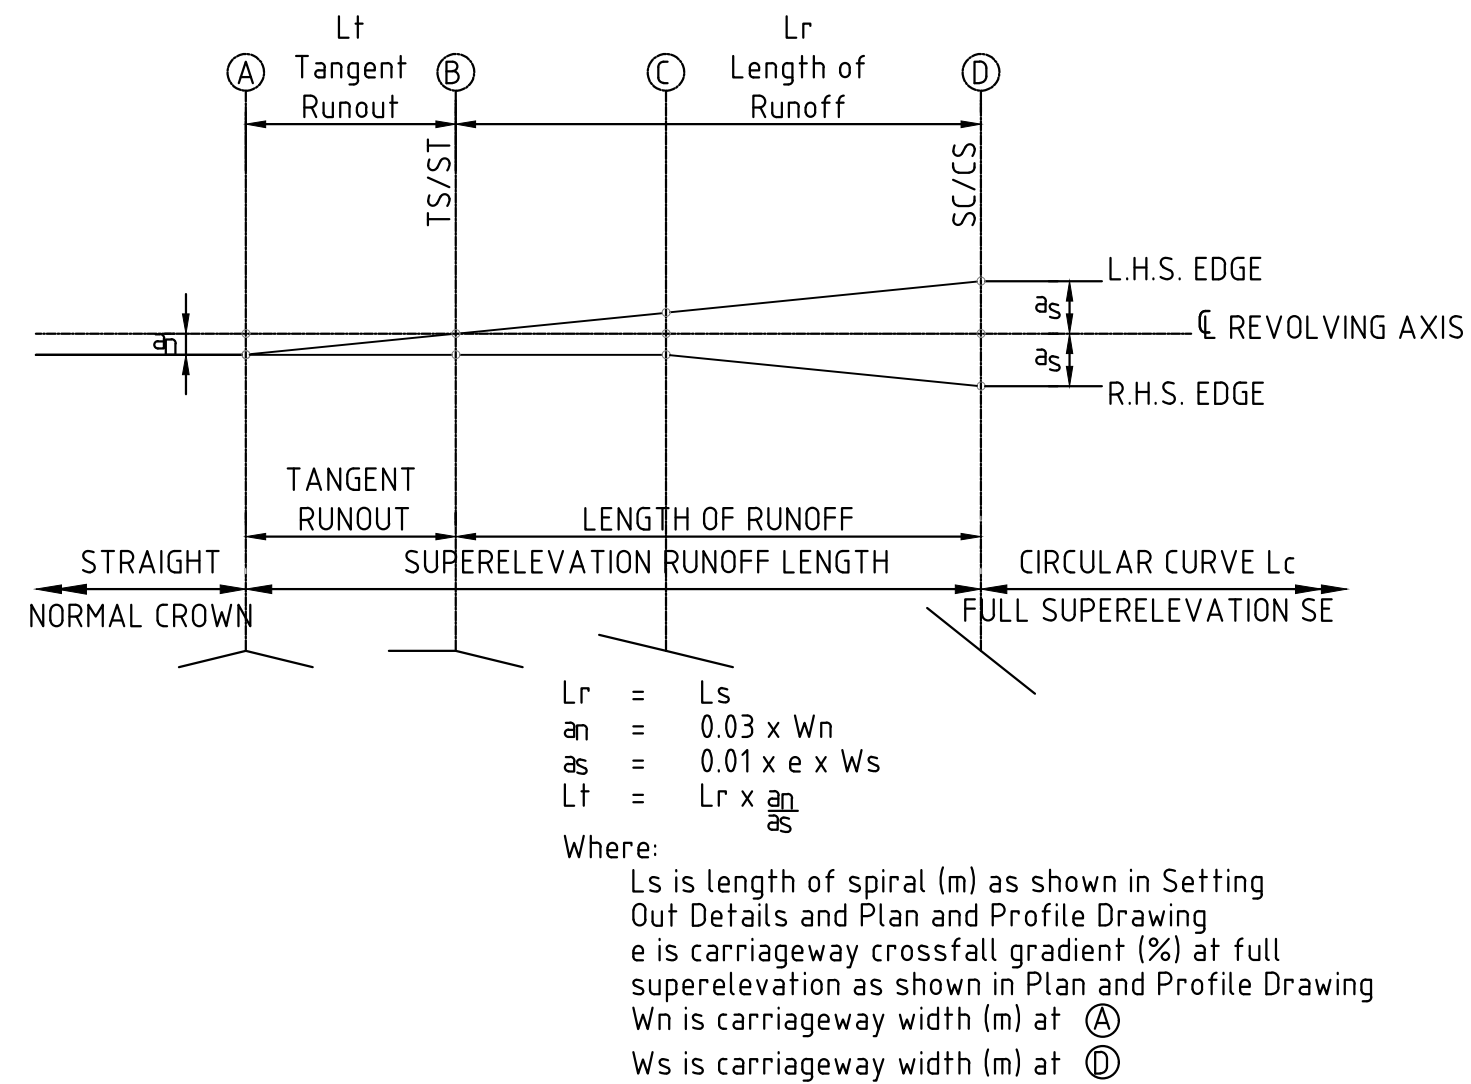 Lt
Tangent
Runout
Lr
Length of
Runoff
A
B
C
D
TS/ST
SC/CS
L.H.S. EDGE
as
an
℄ REVOLVING AXIS
as
R.H.S. EDGE
TANGENT
RUNOUT
LENGTH OF RUNOFF
STRAIGHT
SUPERELEVATION RUNOFF LENGTH
CIRCULAR CURVE Lc
NORMAL CROWN
FULL SUPERELEVATION SE
Lr = Ls
an = 0.03 x Wn
as = 0.01 x e x Ws
Lt = Lr x an
as
Where:
Ls is length of spiral (m) as shown in Setting
Out Details and Plan and Profile Drawing
e is carriageway crossfall gradient (%) at full
superelevation as shown in Plan and Profile Drawing
Wn is carriageway width (m) at A
Ws is carriageway width (m) at D